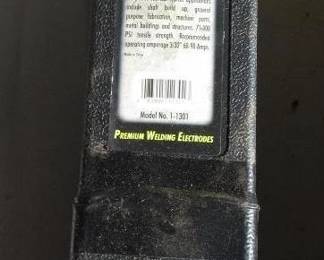 include shaft build up, general
purpose fabrication, machine parts,
metal buildings and structures. 75,000
PSI tensile strength. Recommended
operating amperage 3/32" 60-90 Amps.
Made in China
Model No. 1-1301
PREMIUM WELDING ELECTRODES